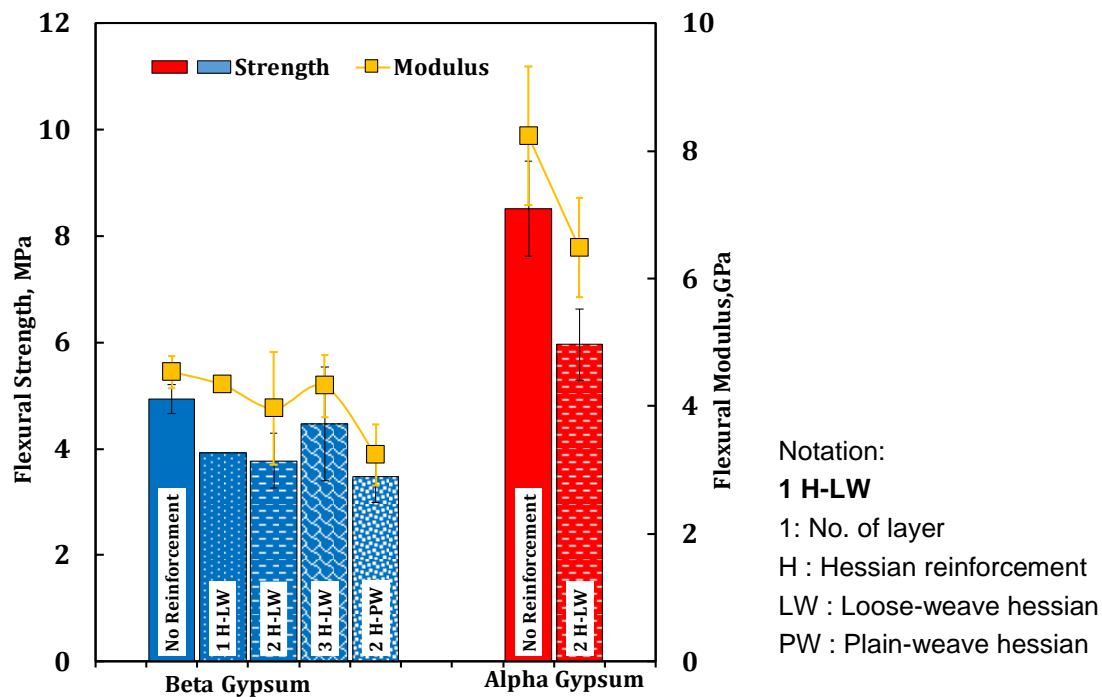 12
10
8
6
4
2
0
Flexural Strength, MPa
Strength
Modulus
No Reinforcement
1 H-LW
2 H-LW
3 H-LW
2 H-PW
No Reinforcement
2 H-LW
Beta Gypsum
Alpha Gypsum
10
8
6
4
2
0
Flexural Modulus,GPa
Notation:
1 H-LW
1: No. of layer
H : Hessian reinforcement
LW : Loose-weave hessian
PW : Plain-weave hessian